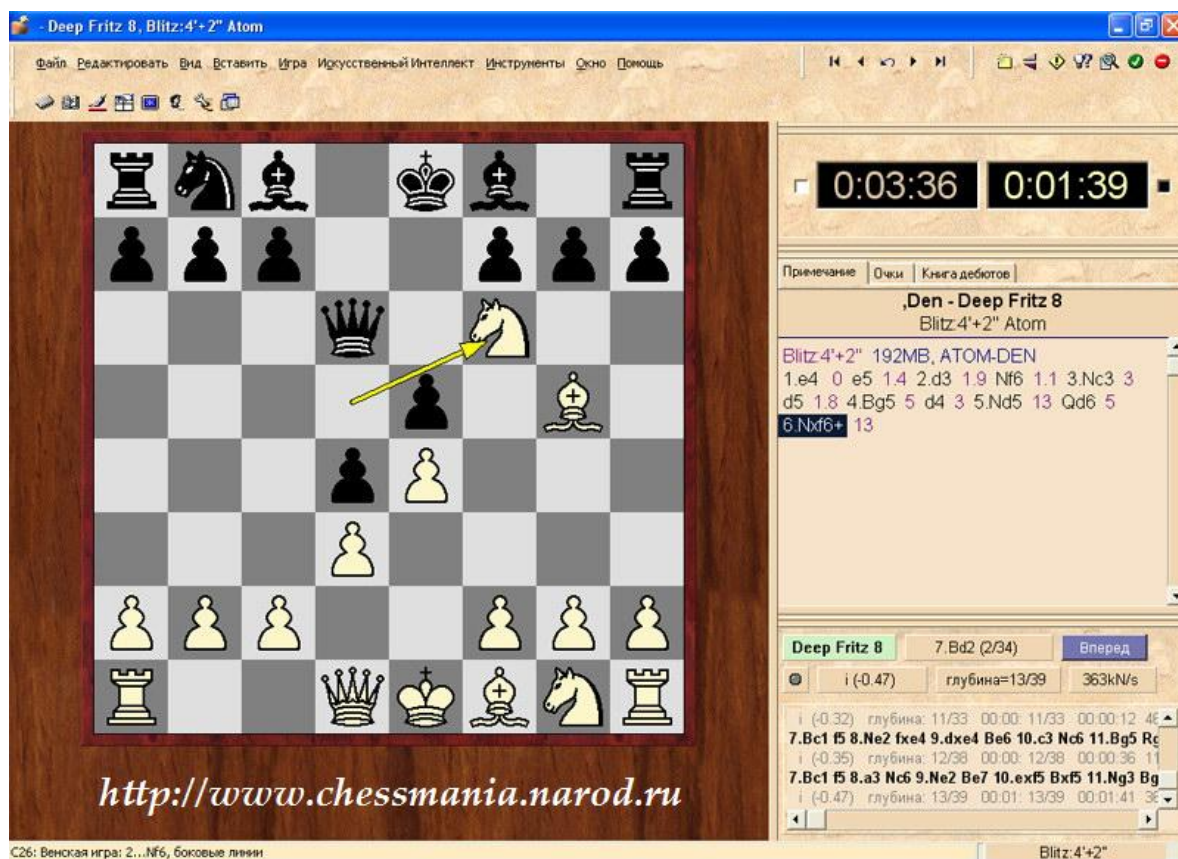 - Deep Fritz 8, Blitz:4'+2" Atom
Файл Редактировать Вид Вставить Игра Искусственный Интеллект Инструменты Окно Помощь
0:03:36 0:01:39
Примечание Очки Книга дебютов
,Den - Deep Fritz 8
Blitz:4'+2" Atom
Blitz:4'+2" 192MB, ATOM-DEN
1.e4 0 e5 1.4 2.d3 1.9 Nf6 1.1 3.Nc3 3
d5 1.8 4.Bg5 5 d4 3 5.Nd5 13 Qd6 5
6.Nxf6+ 13
Deep Fritz 8 7.Bd2 (2/34) Вперед
i (-0.47) глубина=13/39 363kN/s
i (-0.32) глубина: 11/33 00:00: 11/33 00:00:12
7.Bc1 f5 8.Ne2 fxe4 9.dxe4 Be6 10.c3 Nc6 11.Bg5
i (-0.35) глубина: 12/38 00:00: 12/38 00:00:36
7.Bc1 f5 8.a3 Nc6 9.Ne2 Be7 10.exf5 Bxf5 11.Ng3
i (-0.47) глубина: 13/39 00:01: 13/39 00:01:41
http://www.chessmania.narod.ru
C26: Венская игра: 2...Nf6, боковые линии
Blitz:4'+2"